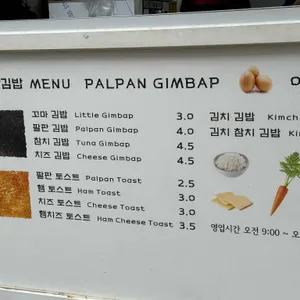 김밥 MENU PALPAN GIMBAP
꼬마 김밥 Little Gimbap 3.0
팔판 김밥 Palpan Gimbap 4.0
참치 김밥 Tuna Gimbap 4.5
치즈 김밥 Cheese Gimbap 4.5
팔판 토스트 Palpan Toast 2.5
햄 토스트 Ham Toast 3.0
치즈 토스트 Cheese Toast 3.0
햄치즈 토스트 Ham Cheese Toast 3.5
김치 김밥 Kimch
김치 참치 김밥 Ki
영업시간 오전 9:00 ~ 오